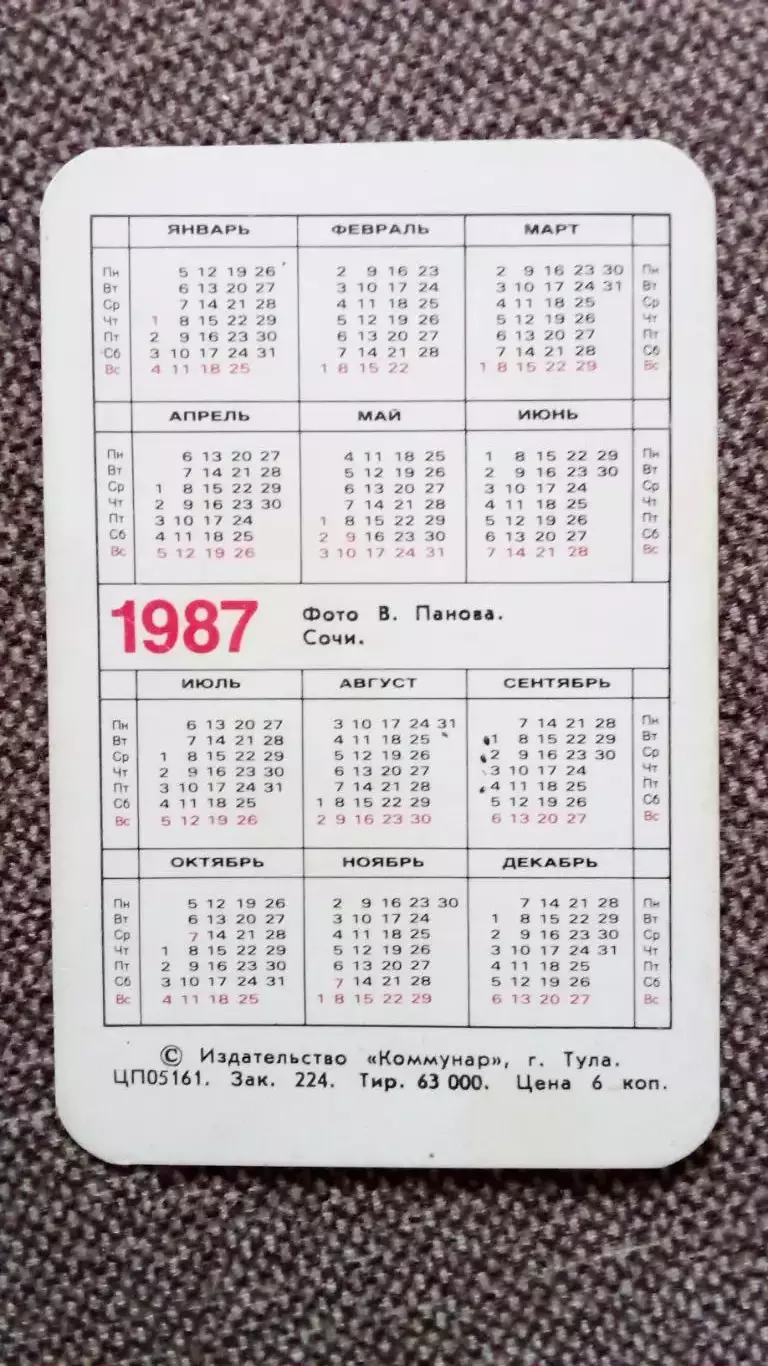 ЯНВАРЬ ФЕВРАЛЬ МАРТ
Пн 5 12 19 26 2 9 16 23 2 9 16 23 30 Пн
Вт 6 13 20 27 3 10 17 24 3 10 17 24 31 Вт
Ср 7 14 21 28 4 11 18 25 4 11 18 25 Ср
Чт 1 8 15 22 29 5 12 19 26 5 12 19 26 Чт
Пт 2 9 16 23 30 6 13 20 27 6 13 20 27 Пт
Сб 3 10 17 24 31 7 14 21 28 7 14 21 28 Сб
Вс 4 11 18 25 1 8 15 22 1 8 15 22 29 Вс
АПРЕЛЬ МАЙ ИЮНЬ
Пн 6 13 20 27 4 11 18 25 1 8 15 22 29 Пн
Вт 7 14 21 28 5 12 19 26 2 9 16 23 30 Вт
Ср 1 8 15 22 29 6 13 20 27 3 10 17 24 Ср
Чт 2 9 16 23 30 7 14 21 28 4 11 18 25 Чт
Пт 3 10 17 24 1 8 15 22 29 5 12 19 26 Пт
Сб 4 11 18 25 2 9 16 23 30 6 13 20 27 Сб
Вс 5 12 19 26 3 10 17 24 31 7 14 21 28 Вс
1987 Фото В. Панова.
Сочи.
ИЮЛЬ АВГУСТ СЕНТЯБРЬ
Пн 6 13 20 27 3 10 17 24 31 7 14 21 28 Пн
Вт 7 14 21 28 4 11 18 25 1 8 15 22 29 Вт
Ср 1 8 15 22 29 5 12 19 26 2 9 16 23 30 Ср
Чт 2 9 16 23 30 6 13 20 27 3 10 17 24 Чт
Пт 3 10 17 24 31 7 14 21 28 4 11 18 25 Пт
Сб 4 11 18 25 1 8 15 22 29 5 12 19 26 Сб
Вс 5 12 19 26 2 9 16 23 30 6 13 20 27 Вс
ОКТЯБРЬ НОЯБРЬ ДЕКАБРЬ
Пн 5 12 19 26 2 9 16 23 30 7 14 21 28 Пн
Вт 6 13 20 27 3 10 17 24 1 8 15 22 29 Вт
Ср 7 14 21 28 4 11 18 25 2 9 16 23 30 Ср
Чт 1 8 15 22 29 5 12 19 26 3 10 17 24 31 Чт
Пт 2 9 16 23 30 6 13 20 27 4 11 18 25 Пт
Сб 3 10 17 24 31 7 14 21 28 5 12 19 26 Сб
Вс 4 11 18 25 1 8 15 22 29 6 13 20 27 Вс
© Издательство «Коммунар», г. Тула.
ЦП05161. Зак. 224. Тир. 63 000. Цена 6 коп.